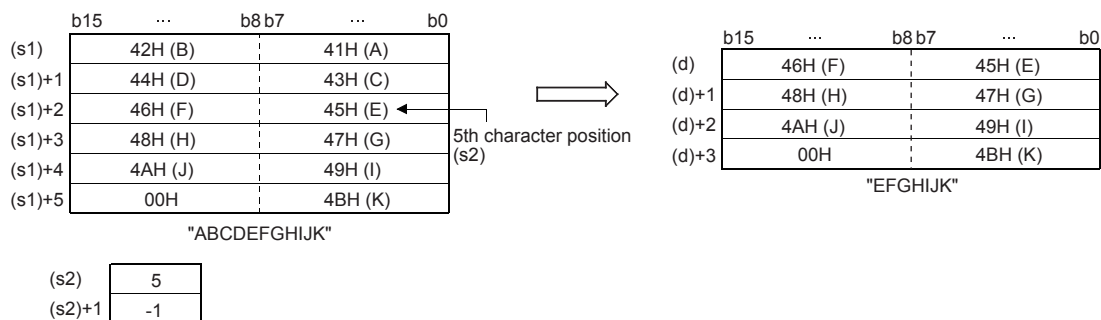 b15 ... b8 b7 ... b0
(s1) 42H (B) 41H (A)
(s1)+1 44H (D) 43H (C)
(s1)+2 46H (F) 45H (E)
(s1)+3 48H (H) 47H (G)
(s1)+4 4AH (J) 49H (I)
(s1)+5 00H 4BH (K)
"ABCDEFGHIJK"
5th character position
(s2)
b15 ... b8 b7 ... b0
(d) 46H (F) 45H (E)
(d)+1 48H (H) 47H (G)
(d)+2 4AH (J) 49H (I)
(d)+3 00H 4BH (K)
"EFGHIJK"
(s2) 5
(s2)+1 -1